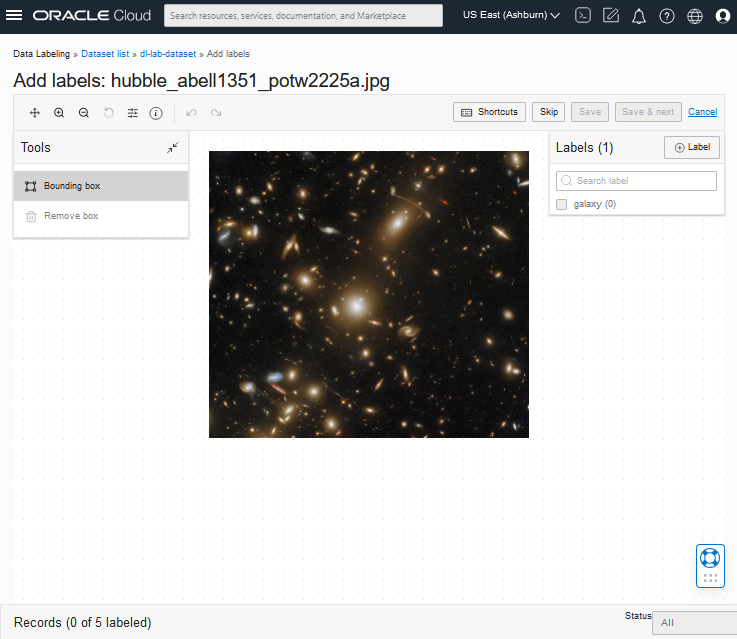 ORACLE Cloud
Search resources, services, documentation, and Marketplace
US East (Ashburn)
Data Labeling » Dataset list » dl-lab-dataset » Add labels
Add labels: hubble_abell1351_potw2225a.jpg
Shortcuts
Skip
Save
Save & next
Cancel
Tools
Bounding box
Remove box
Labels (1)
Label
Search label
galaxy (0)
Records (0 of 5 labeled)
Status
All